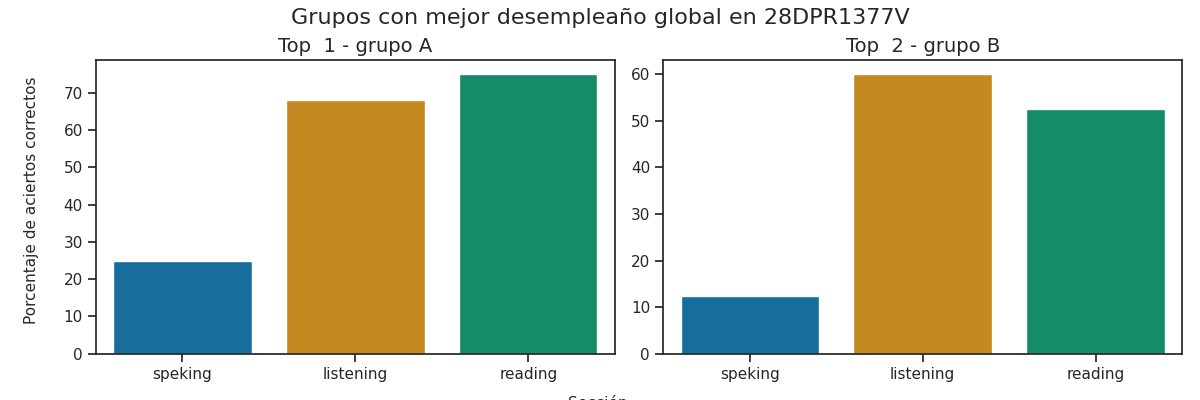 Grupos con mejor desempleaño global en 28DPR1377V
Top  1 - grupo A
Top  2 - grupo B
Porcentaje de aciertos correctos
70
60
50
40
30
20
10
0
speking
listening
reading
60
50
40
30
20
10
0
speking
listening
reading
Sección